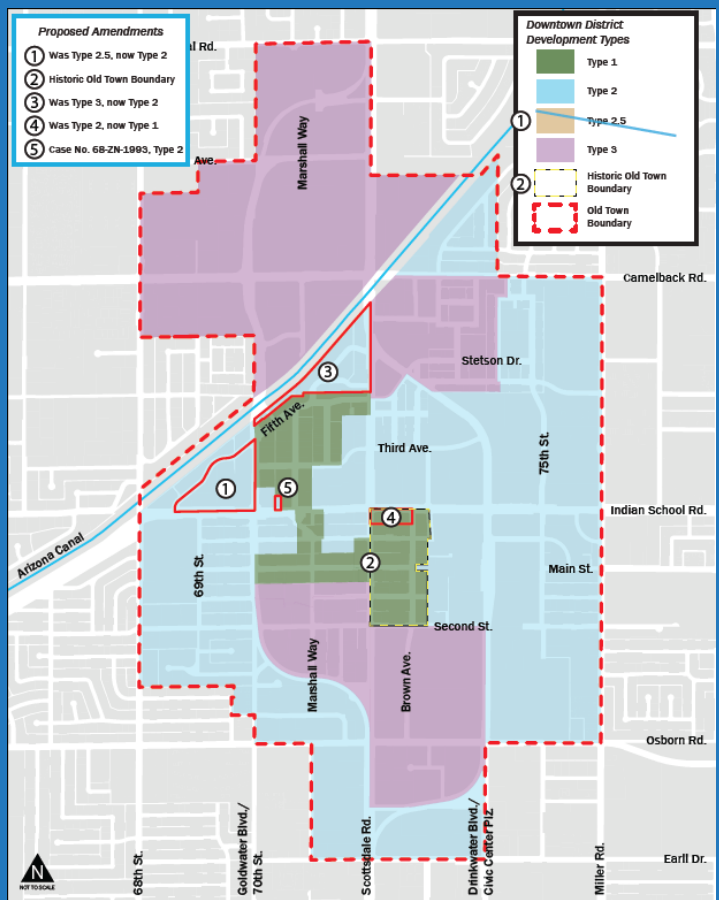 Proposed Amendments
1 Was Type 2.5, now Type 2
2 Historic Old Town Boundary
3 Was Type 3, now Type 2
4 Was Type 2, now Type 1
5 Case No. 68-ZN-1993, Type 2
Downtown District
Development Types
Type 1
Type 2
1 Type 2.5
Type 3
2 Historic Old Town
Boundary
Old Town
Boundary
al Rd.
Ave.
Marshall Way
Camelback Rd.
Stetson Dr.
3
Fifth Ave.
Third Ave.
75th St.
1
5
4
Indian School Rd.
Arizona Canal
2
69th St.
Main St.
Second St.
Marshall Way
Brown Ave.
Osborn Rd.
68th St.
Goldwater Blvd./
70th St.
Scottsdale Rd.
Drinkwater Blvd./
Civic Center Plz
Miller Rd.
Earll Dr.
N
NOT TO SCALE